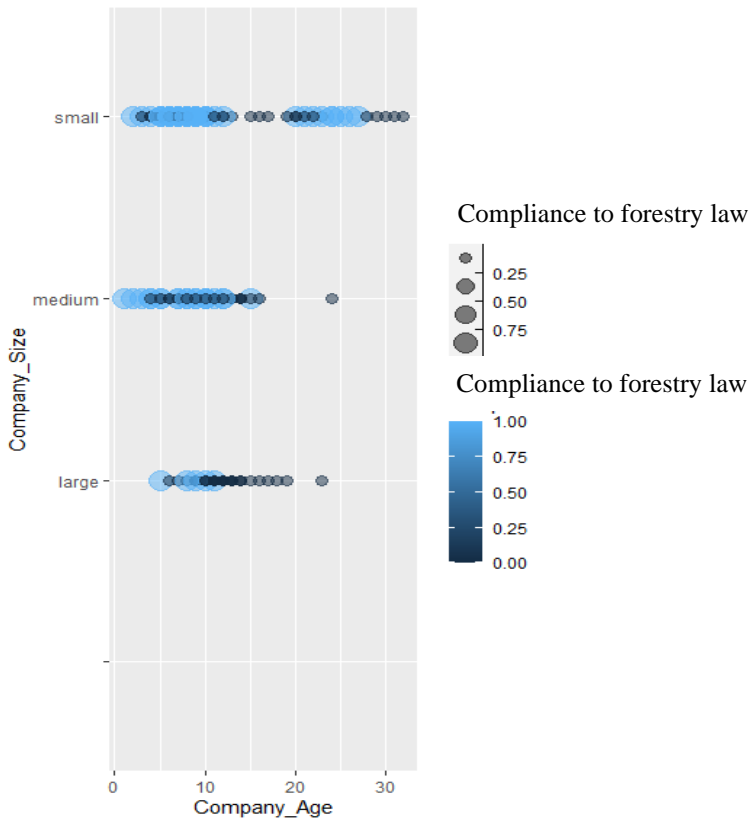 small
medium
large
Company_Size
0
10
20
30
Company_Age
Compliance to forestry law
0.25
0.50
0.75
Compliance to forestry law
1.00
0.75
0.50
0.25
0.00